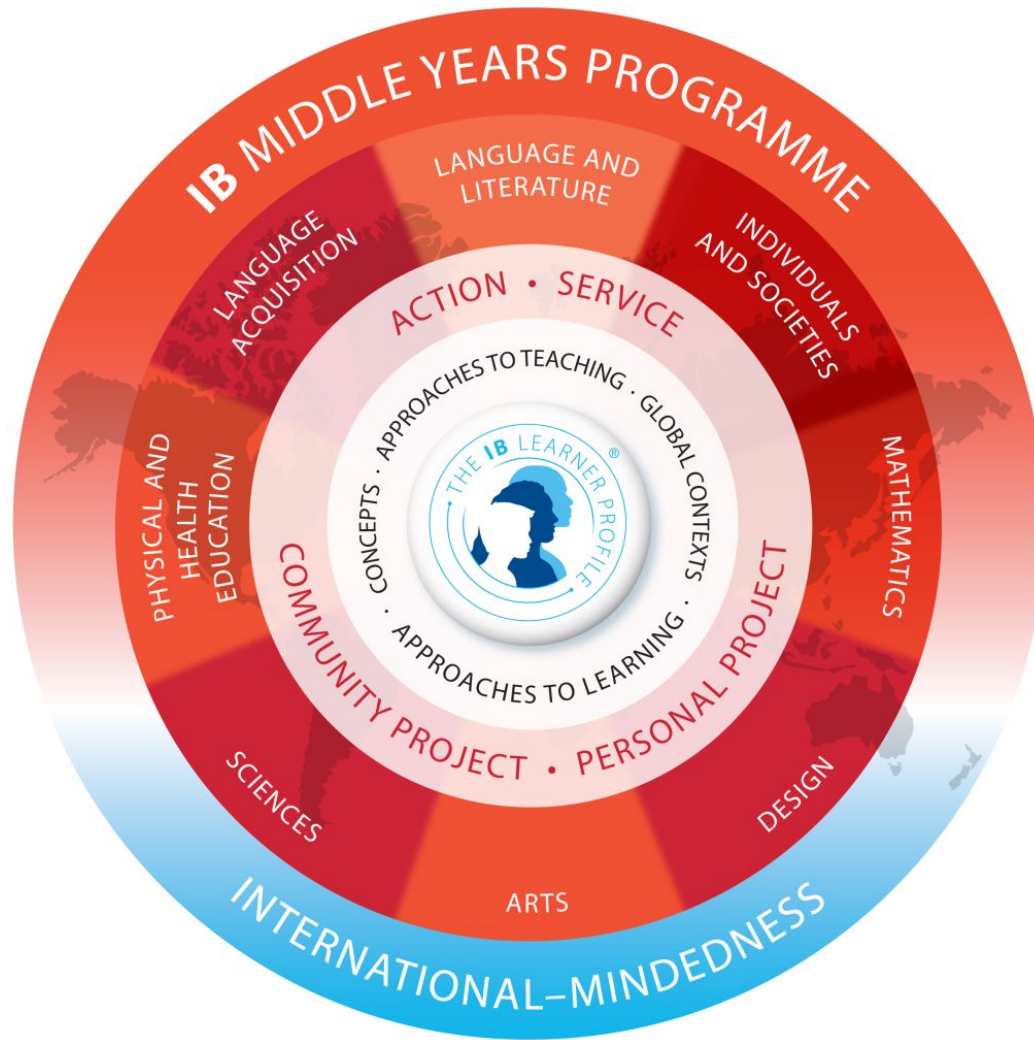 IB MIDDLE YEARS PROGRAMME
LANGUAGE AND
LITERATURE
INDIVIDUALS
AND SOCIETIES
MATHEMATICS
DESIGN
ARTS
SCIENCES
PHYSICAL AND
HEALTH
EDUCATION
LANGUAGE
ACQUISITION
ACTION • SERVICE
COMMUNITY PROJECT • PERSONAL PROJECT
APPROACHES TO TEACHING · GLOBAL CONTEXTS ·
APPROACHES TO LEARNING · CONCEPTS ·
THE IB LEARNER PROFILE ®
INTERNATIONAL–MINDEDNESS